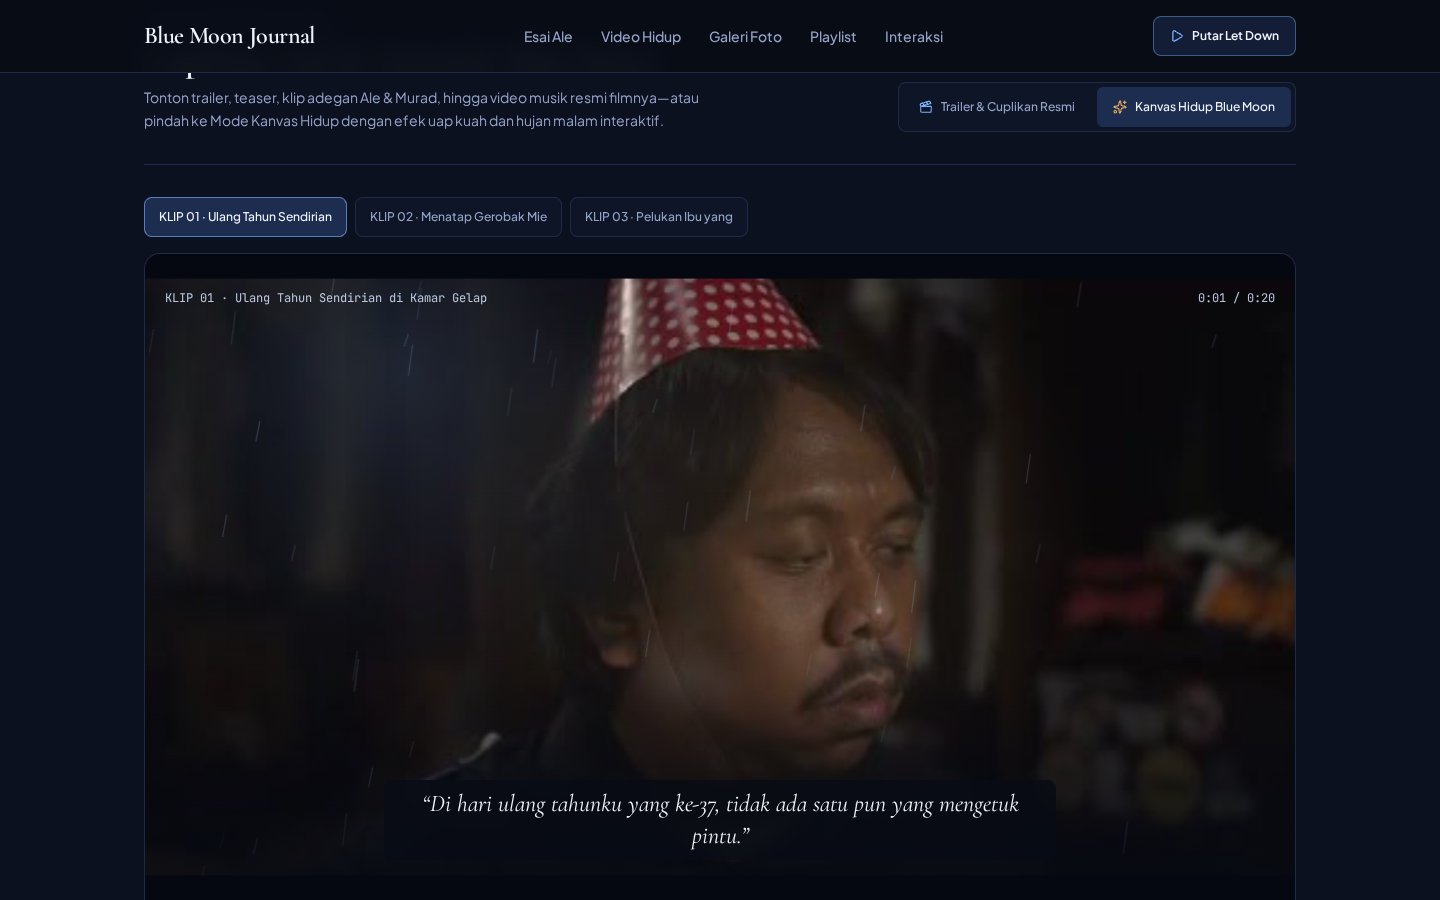 Blue Moon Journal
Esai Ale
Video Hidup
Galeri Foto
Playlist
Interaksi
Putar Let Down
Tonton trailer, teaser, klip adegan Ale & Murad, hingga video musik resmi filmnya—atau
pindah ke Mode Kanvas Hidup dengan efek uap kuah dan hujan malam interaktif.
Trailer & Cuplikan Resmi
Kanvas Hidup Blue Moon
KLIP 01 · Ulang Tahun Sendirian
KLIP 02 · Menatap Gerobak Mie
KLIP 03 · Pelukan Ibu yang
KLIP 01 · Ulang Tahun Sendirian di Kamar Gelap
0:01 / 0:20
“Di hari ulang tahunku yang ke-37, tidak ada satu pun yang mengetuk
pintu.”